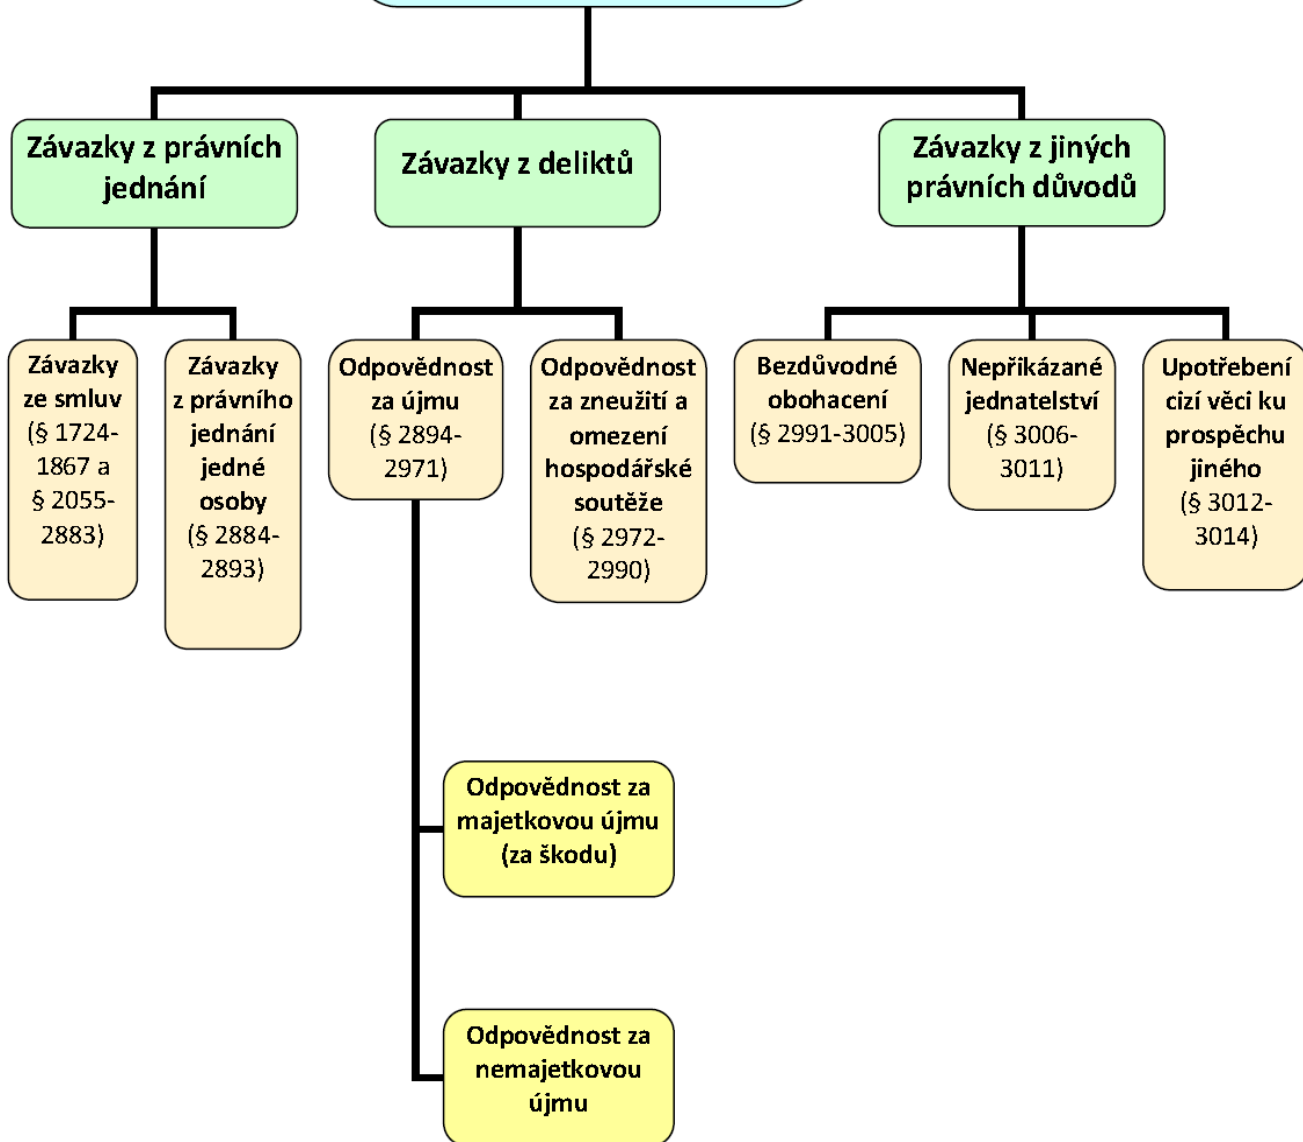 Závazky z právních
jednání
Závazky z deliktů
Závazky z jiných
právních důvodů
Závazky
ze smluv
(§ 1724-
1867 a
§ 2055-
2883)
Závazky
z právního
jednání
jedné
osoby
(§ 2884-
2893)
Odpovědnost
za újmu
(§ 2894-
2971)
Odpovědnost
za zneužití a
omezení
hospodářské
soutěže
(§ 2972-
2990)
Bezdůvodné
obohacení
(§ 2991-3005)
Nepřikázané
jednatelství
(§ 3006-
3011)
Upotřebení
cizí věci ku
prospěchu
jiného
(§ 3012-
3014)
Odpovědnost za
majetkovou újmu
(za škodu)
Odpovědnost za
nemajetkovou
újmu